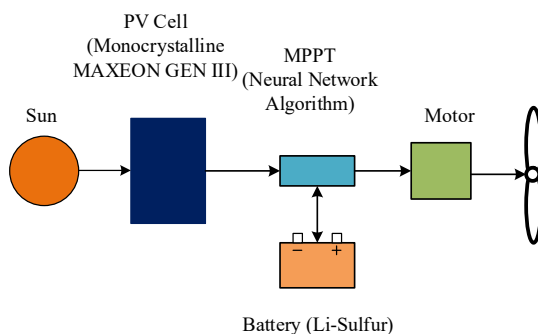 PV Cell
(Monocrystalline
MAXEON GEN III)
MPPT
(Neural Network
Algorithm)
Sun
Motor
− +
Battery (Li-Sulfur)